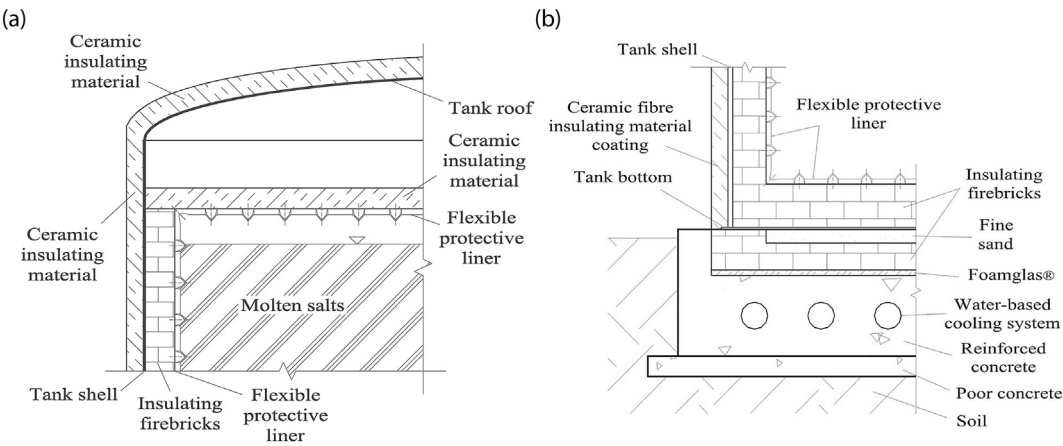 (a)
Ceramic
insulating
material
Tank roof
Ceramic
insulating
material
Flexible
protective
liner
Ceramic
insulating
material
Molten salts
Tank shell
Insulating
firebricks
Flexible
protective
liner
(b)
Tank shell
Flexible protective
liner
Ceramic fibre
insulating material
coating
Tank bottom
Insulating
firebricks
Fine
sand
Foamglas®
Water-based
cooling system
Reinforced
concrete
Poor concrete
Soil